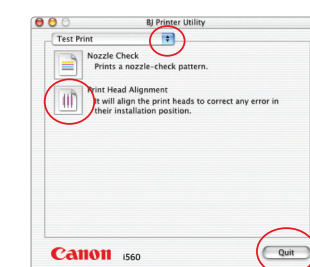 BJ Printer Utility
Test Print
Nozzle Check
Prints a nozzle-check pattern.
Print Head Alignment
It will align the print heads to correct any error in
their installation position.
Canon i560
Quit